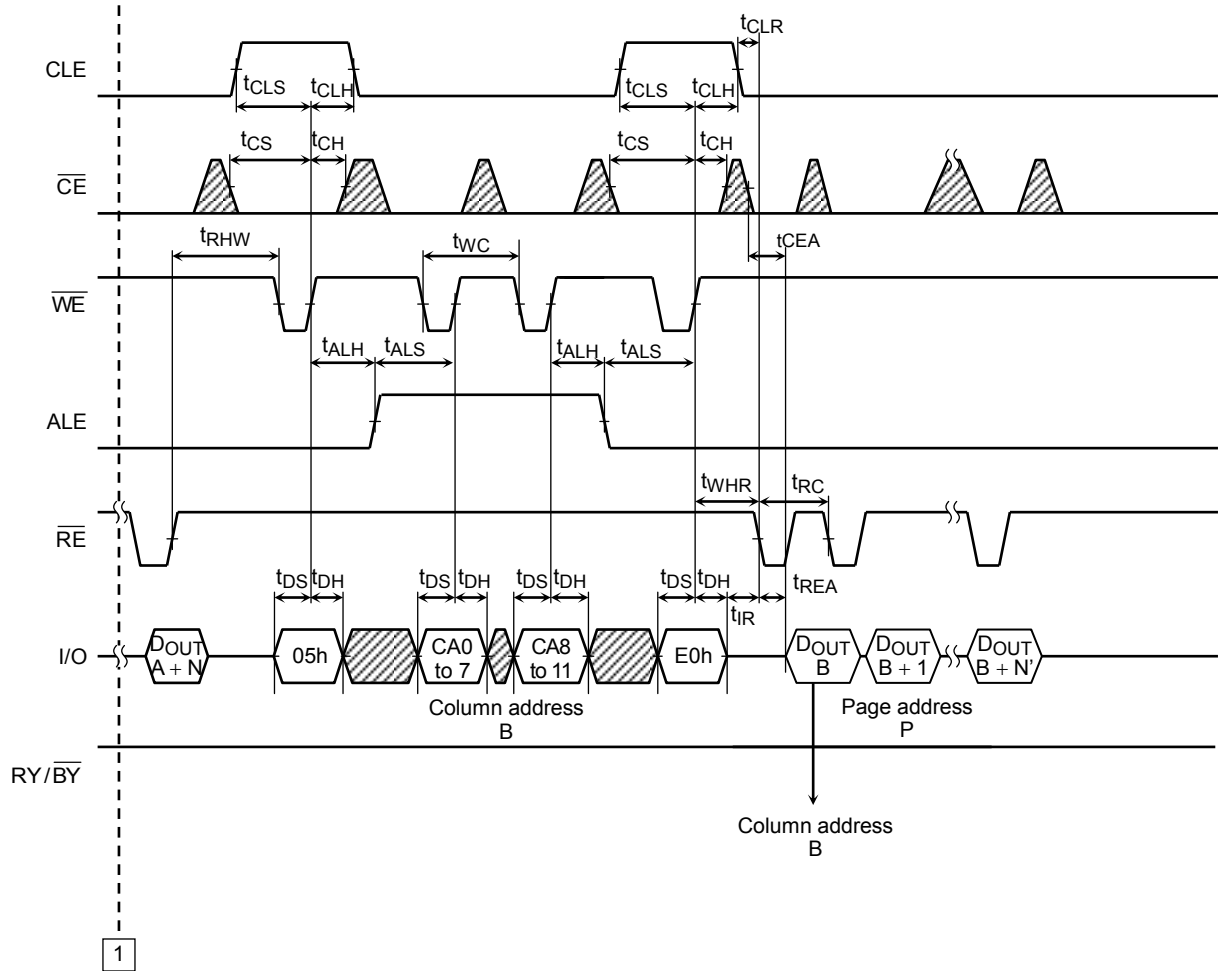 tCLR
CLE
tCLS tCLH tCLS tCLH
tCS tCH tCS tCH
CE
tRHW tWC tCEA
WE
tALH tALS tALH tALS
ALE
tWHR tRC
RE
tDS tDH tDS tDH tDS tDH tDS tDH tREA
tIR
I/O DOUT A + N 05h CA0 to 7 CA8 to 11 E0h DOUT B DOUT B + 1 DOUT B + N'
Column address
B
Page address
P
RY/BY
Column address
B
1